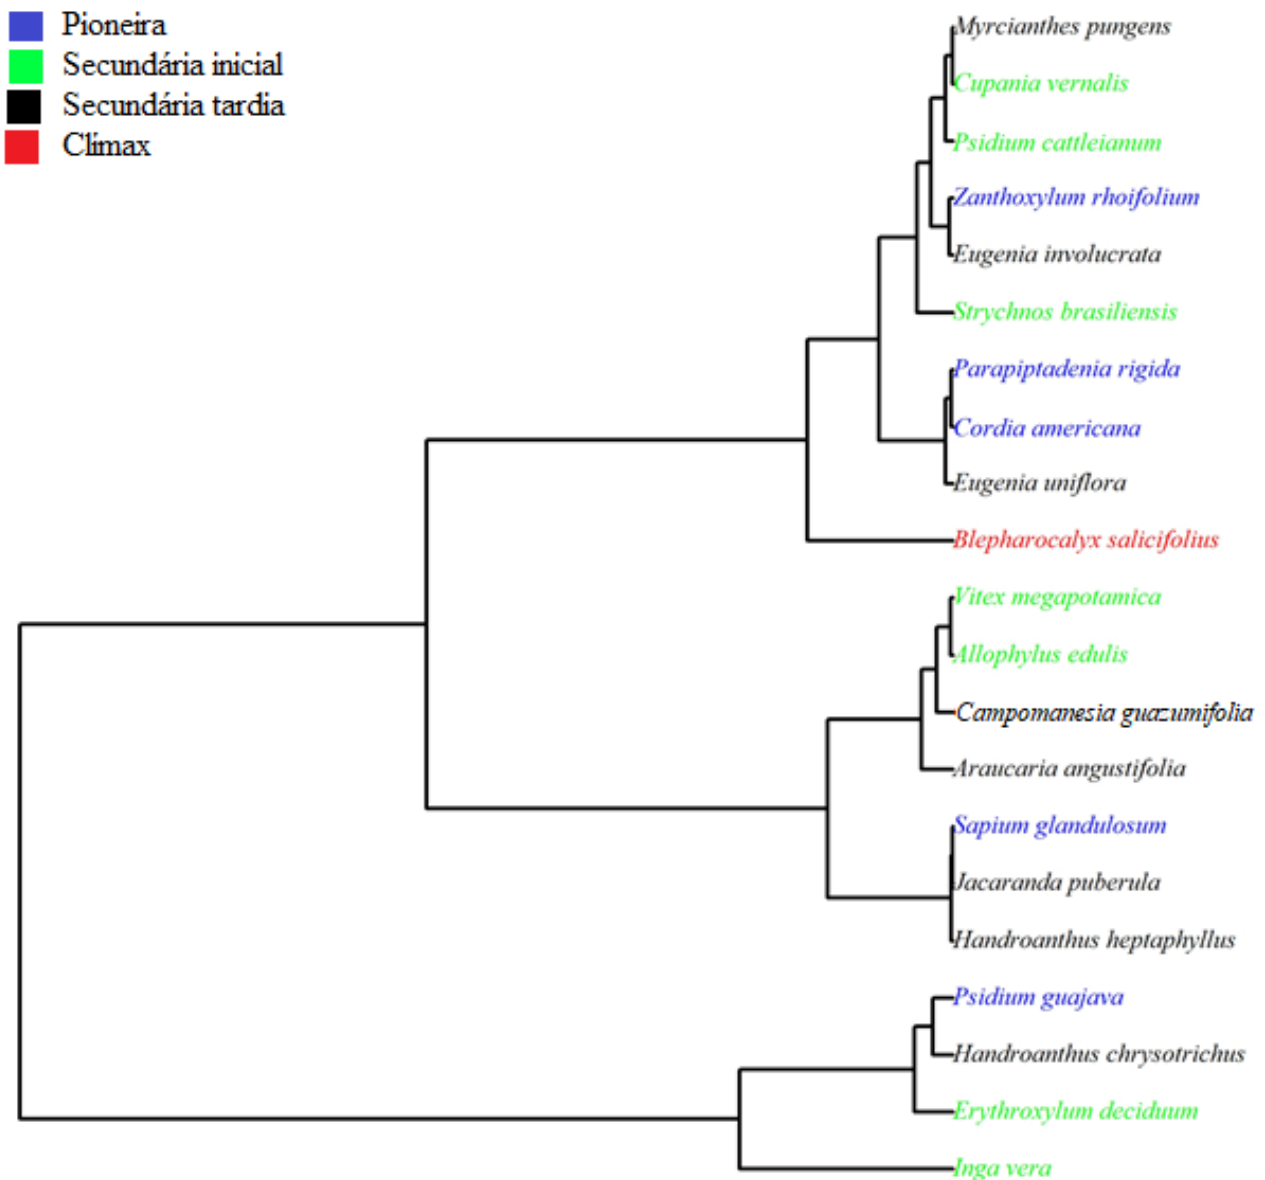 Pioneira
Secundária inicial
Secundária tardia
Clímax
Myrcianthes pungens
Cupania vernalis
Psidium cattleianum
Zanthoxylum rhoifolium
Eugenia involucrata
Strychnos brasiliensis
Parapiptadenia rigida
Cordia americana
Eugenia uniflora
Blepharocalyx salicifolius
Vitex megapotamica
Allophylus edulis
Campomanesia guazumifolia
Araucaria angustifolia
Sapium glandulosum
Jacaranda puberula
Handroanthus heptaphyllus
Psidium guajava
Handroanthus chrysotrichus
Erythroxylum deciduum
Inga vera